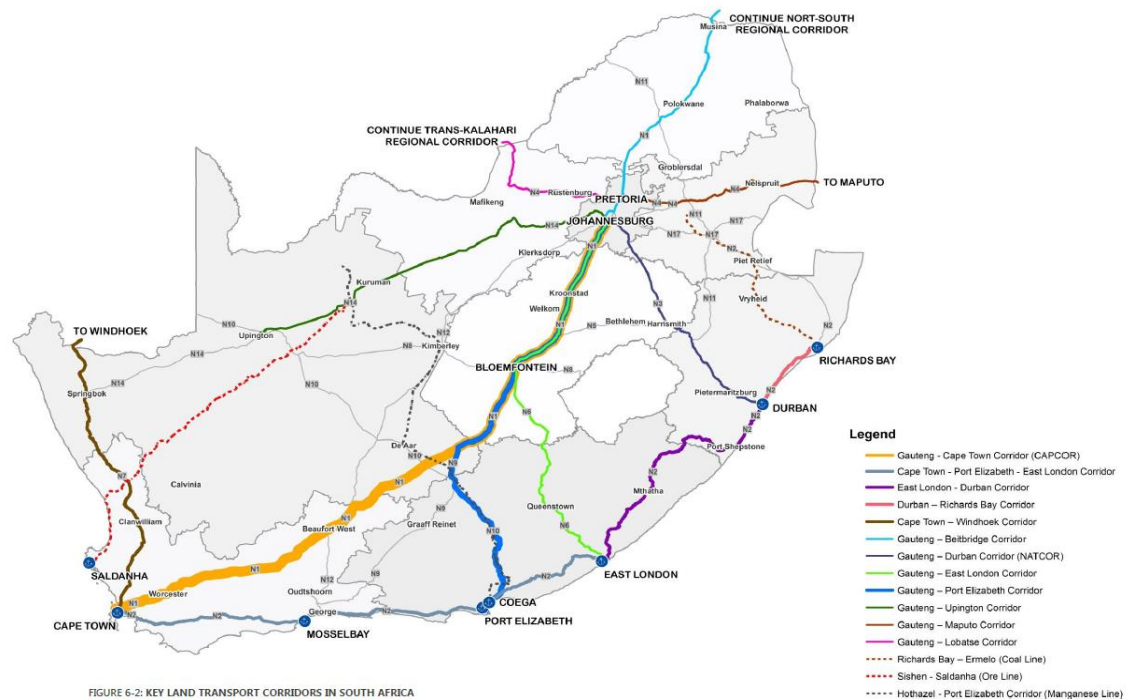 CONTINUE NORT-SOUTH
REGIONAL CORRIDOR
Musina
N11
Polokwane
Phalaborwa
N1
CONTINUE TRANS-KALAHARI
REGIONAL CORRIDOR
Groblersdal
Nelspruit
N4
TO MAPUTO
N4
Rustenburg
PRETORIA
N4
N4
Mafikeng
JOHANNESBURG
N11
N17
N14
N1
N17
N17
N2
Klerksdorp
Piet Retief
Kuruman
Kroonstad
N3
N11
Vryheid
N14
Welkom
N1
N5
Bethlehem
Harrismith
N2
TO WINDHOEK
N10
Upington
N12
N14
N8
Kimberley
RICHARDS BAY
BLOEMFONTEIN
N8
N14
N10
Springbok
Pietermaritzburg
N2
DURBAN
N6
N1
N2
De Aar
N10
N9
Port Shepstone
N2
N7
Calvinia
N1
Mthatha
Queenstown
Clanwilliam
N1
Beaufort West
N9
Graaff Reinet
N10
N6
N1
SALDANHA
N12
N9
N2
EAST LONDON
Worcester
Oudtshoorn
COEGA
N1
George
PORT ELIZABETH
CAPE TOWN
N2
N2
N2
MOSSELBAY
Legend
Gauteng - Cape Town Corridor (CAPCOR)
Cape Town - Port Elizabeth - East London Corridor
East London - Durban Corridor
Durban – Richards Bay Corridor
Cape Town – Windhoek Corridor
Gauteng – Beitbridge Corridor
Gauteng – Durban Corridor (NATCOR)
Gauteng – East London Corridor
Gauteng – Port Elizabeth Corridor
Gauteng – Upington Corridor
Gauteng – Maputo Corridor
Gauteng – Lobatse Corridor
Richards Bay – Ermelo (Coal Line)
Sishen - Saldanha (Ore Line)
Hothazel - Port Elizabeth Corridor (Manganese Line)
FIGURE 6-2: KEY LAND TRANSPORT CORRIDORS IN SOUTH AFRICA